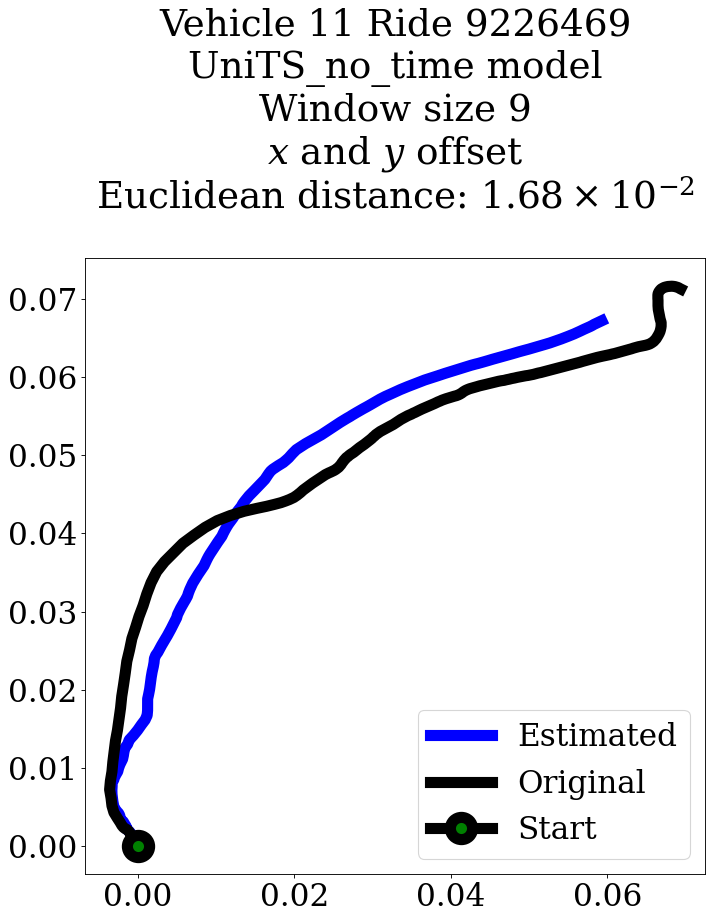 Vehicle 11 Ride 9226469
UniTS_no_time model
Window size 9
x and y offset
Euclidean distance: 1.68 × 10⁻²
0.07
0.06
0.05
0.04
0.03
0.02
0.01
0.00
Estimated
Original
Start
0.00 0.02 0.04 0.06